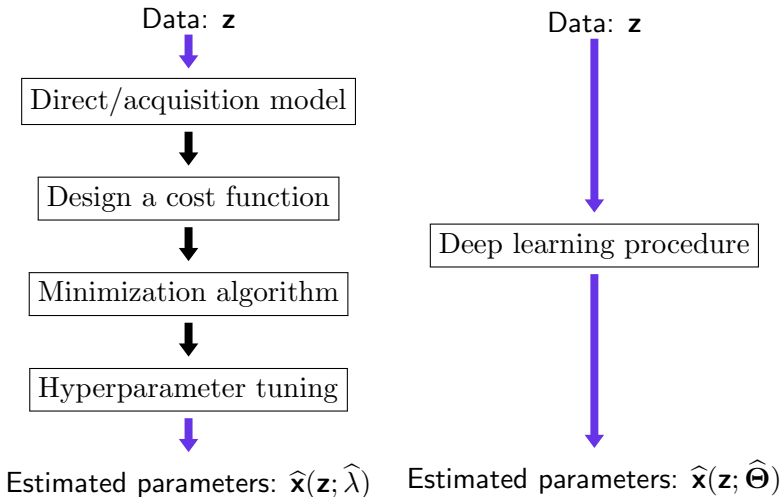 Data: z
Direct/acquisition model
Design a cost function
Minimization algorithm
Hyperparameter tuning
Estimated parameters: x̂(z; λ̂)
Data: z
Deep learning procedure
Estimated parameters: x̂(z; Θ̂)